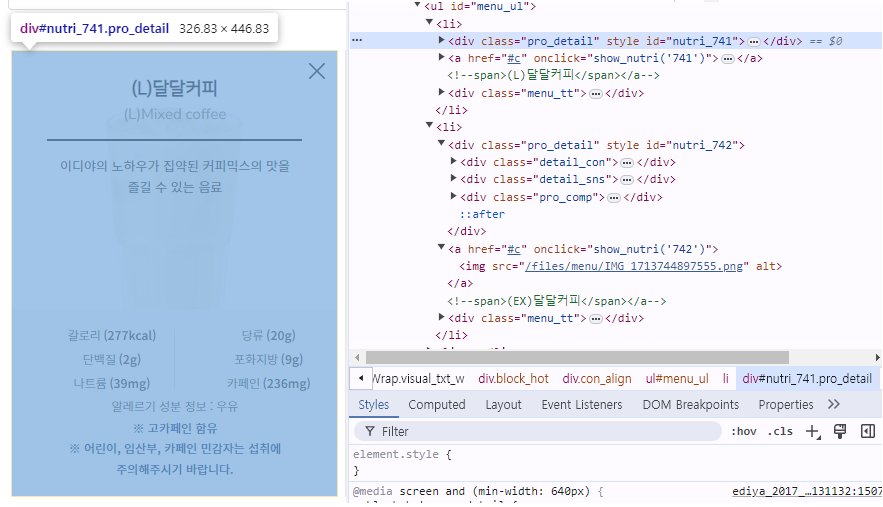 div#nutri_741.pro_detail 326.83 × 446.83
(L)달달커피
(L)Mixed coffee
이디야의 노하우가 집약된 커피믹스의 맛을
즐길 수 있는 음료
칼로리 (277kcal) 당류 (20g)
단백질 (2g) 포화지방 (9g)
나트륨 (39mg) 카페인 (236mg)
알레르기 성분 정보 : 우유
※ 고카페인 함유
※ 어린이, 임산부, 카페인 민감자는 섭취에
주의해주시기 바랍니다.
<ul id="menu_ul">
<li>
<div class="pro_detail" style id="nutri_741"> … </div> == $0
<a href="#c" onclick="show_nutri('741')"> … </a>
<!--span>(L)달달커피</span></a-->
<div class="menu_tt"> … </div>
</li>
<li>
<div class="pro_detail" style id="nutri_742">
<div class="detail_con"> … </div>
<div class="detail_sns"> … </div>
<div class="pro_comp"> … </div>
::after
</div>
<a href="#c" onclick="show_nutri('742')">
<img src="/files/menu/IMG_1713744897555.png" alt>
</a>
<!--span>(EX)달달커피</span></a-->
<div class="menu_tt"> … </div>
</li>
Wrap.visual_txt_w div.block_hot div.con_align ul#menu_ul li div#nutri_741.pro_detail
Styles Computed Layout Event Listeners DOM Breakpoints Properties
Filter :hov .cls
element.style {
}
@media screen and (min-width: 640px) { ediya_2017_…131132:1507